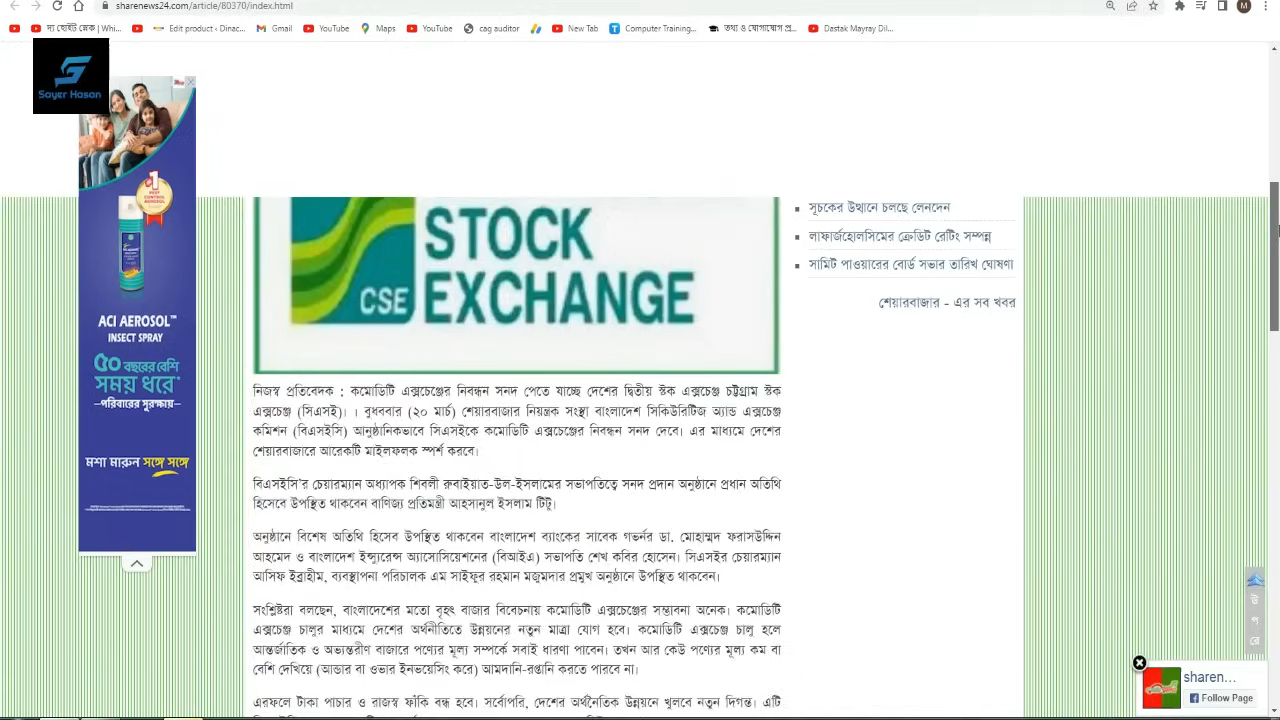 sharenews24.com/article/80370/index.html
M
দ্য হোয়াইট স্লেক | Whi...
Edit product ‹ Dinac...
Gmail
YouTube
Maps
YouTube
cag auditor
New Tab
Computer Training...
তথ্য ও যোগাযোগ প্র...
Dastak Mayray Dil...
Sayer Hasan
#1
PEST
CONTROL
AEROSOL
ACI AEROSOL™
INSECT SPRAY
৫০ বছরের বেশি
সময় ধরে*
–পরিবারের সুরক্ষায়–
মশা মারুন সঙ্গে সঙ্গে
STOCK
CSE EXCHANGE
নিজস্ব প্রতিবেদক : কমোডিটি এক্সচেঞ্জের নিবন্ধন সনদ পেতে যাচ্ছে দেশের দ্বিতীয় স্টক এক্সচেঞ্জ চট্টগ্রাম স্টক
এক্সচেঞ্জ (সিএসই)। । বুধববার (২০ মার্চ) শেয়ারবাজার নিয়ন্ত্রক সংস্থা বাংলাদেশ সিকিউরিটিজ অ্যান্ড এক্সচেঞ্জ
কমিশন (বিএসইসি) আনুষ্ঠানিকভাবে সিএসইকে কমোডিটি এক্সচেঞ্জের নিবন্ধন সনদ দেবে। এর মাধ্যমে দেশের
শেয়ারবাজারে আরেকটি মাইলফলক স্পর্শ করবে।
বিএসইসি’র চেয়ারম্যান অধ্যাপক শিবলী রুবাইয়াত-উল-ইসলামের সভাপতিত্বে সনদ প্রদান অনুষ্ঠানে প্রধান অতিথি
হিসেবে উপস্থিত থাকবেন বাণিজ্য প্রতিমন্ত্রী আহসানুল ইসলাম টিটু।
অনুষ্ঠানে বিশেষ অতিথি হিসেব উপস্থিত থাকবেন বাংলাদেশ ব্যাংকের সাবেক গভর্নর ডা. মোহাম্মদ ফরাসউদ্দিন
আহমেদ ও বাংলাদেশ ইন্স্যুরেন্স অ্যাসোসিয়েশনের (বিআইএ) সভাপতি শেখ কবির হোসেন। সিএসইর চেয়ারম্যান
আসিফ ইব্রাহীম, ব্যবস্থাপনা পরিচালক এম সাইফুর রহমান মজুমদার প্রমুখ অনুষ্ঠানে উপস্থিত থাকবেন।
সংশ্লিষ্টরা বলছেন, বাংলাদেশের মতো বৃহৎ বাজার বিবেচনায় কমোডিটি এক্সচেঞ্জের সম্ভাবনা অনেক। কমোডিটি
এক্সচেঞ্জ চালুর মাধ্যমে দেশের অর্থনীতিতে উন্নয়নের নতুন মাত্রা যোগ হবে। কমোডিটি এক্সচেঞ্জ চালু হলে
আন্তর্জাতিক ও অভ্যন্তরীণ বাজারে পণ্যের মূল্য সম্পর্কে সবাই ধারণা পাবেন। তখন আর কেউ পণ্যের মূল্য কম বা
বেশি দেখিয়ে (আন্ডার বা ওভার ইনভয়েসিং করে) আমদানি-রপ্তানি করতে পারবে না।
এরফলে টাকা পাচার ও রাজস্ব ফাঁকি বন্ধ হবে। সর্বোপরি, দেশের অর্থনৈতিক উন্নয়নে খুলবে নতুন দিগন্ত। এটি
সূচকের উত্থানে চলছে লেনদেন
লাফার্জহোলসিমের ক্রেডিট রেটিং সম্পন্ন
সামিট পাওয়ারের বোর্ড সভার তারিখ ঘোষণা
শেয়ারবাজার - এর সব খবর
উ
প
রে
sharen...
Follow Page